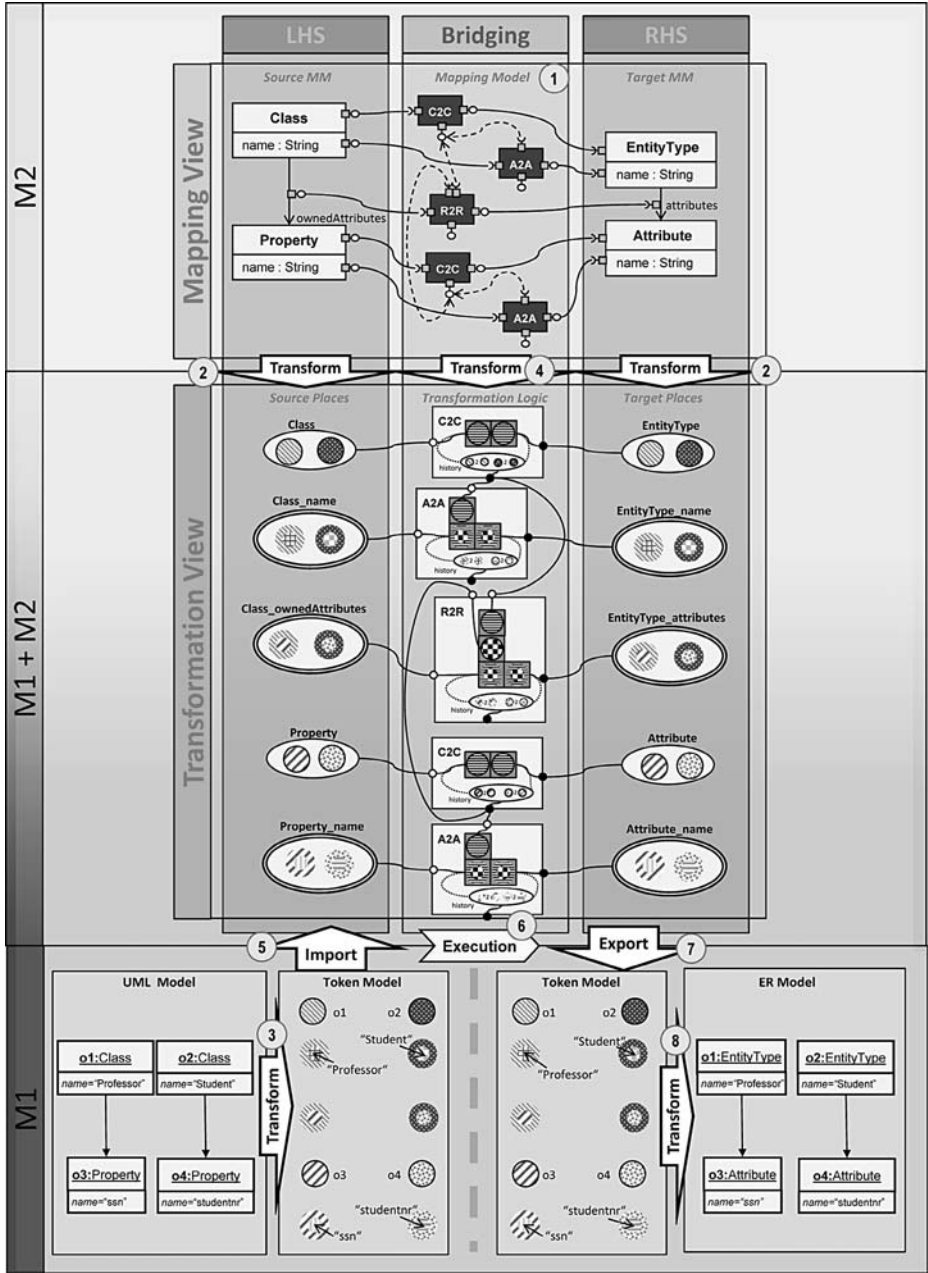 LHS
Bridging
RHS
M2
Mapping View
Source MM
Mapping Model
1
Target MM
Class
name : String
ownedAttributes
Property
name : String
C2C
A2A
R2R
C2C
A2A
EntityType
name : String
attributes
Attribute
name : String
2
Transform
Transform
4
Transform
2
M1 + M2
Transformation View
Source Places
Transformation Logic
Target Places
Class
C2C
history
EntityType
Class_name
A2A
history
EntityType_name
Class_ownedAttributes
R2R
history
EntityType_attributes
Property
C2C
history
Attribute
Property_name
A2A
history
Attribute_name
5
Import
Execution
6
Export
7
M1
UML Model
o1:Class
name="Professor"
o2:Class
name="Student"
o3:Property
name="ssn"
o4:Property
name="studentnr"
3
Transform
Token Model
o1
o2
"Student"
"Professor"
o3
o4
"studentnr"
"ssn"
Token Model
o1
o2
"Student"
"Professor"
o3
o4
"studentnr"
"ssn"
8
Transform
ER Model
o1:EntityType
name="Professor"
o2:EntityType
name="Student"
o3:Attribute
name="ssn"
o4:Attribute
name="studentnr"